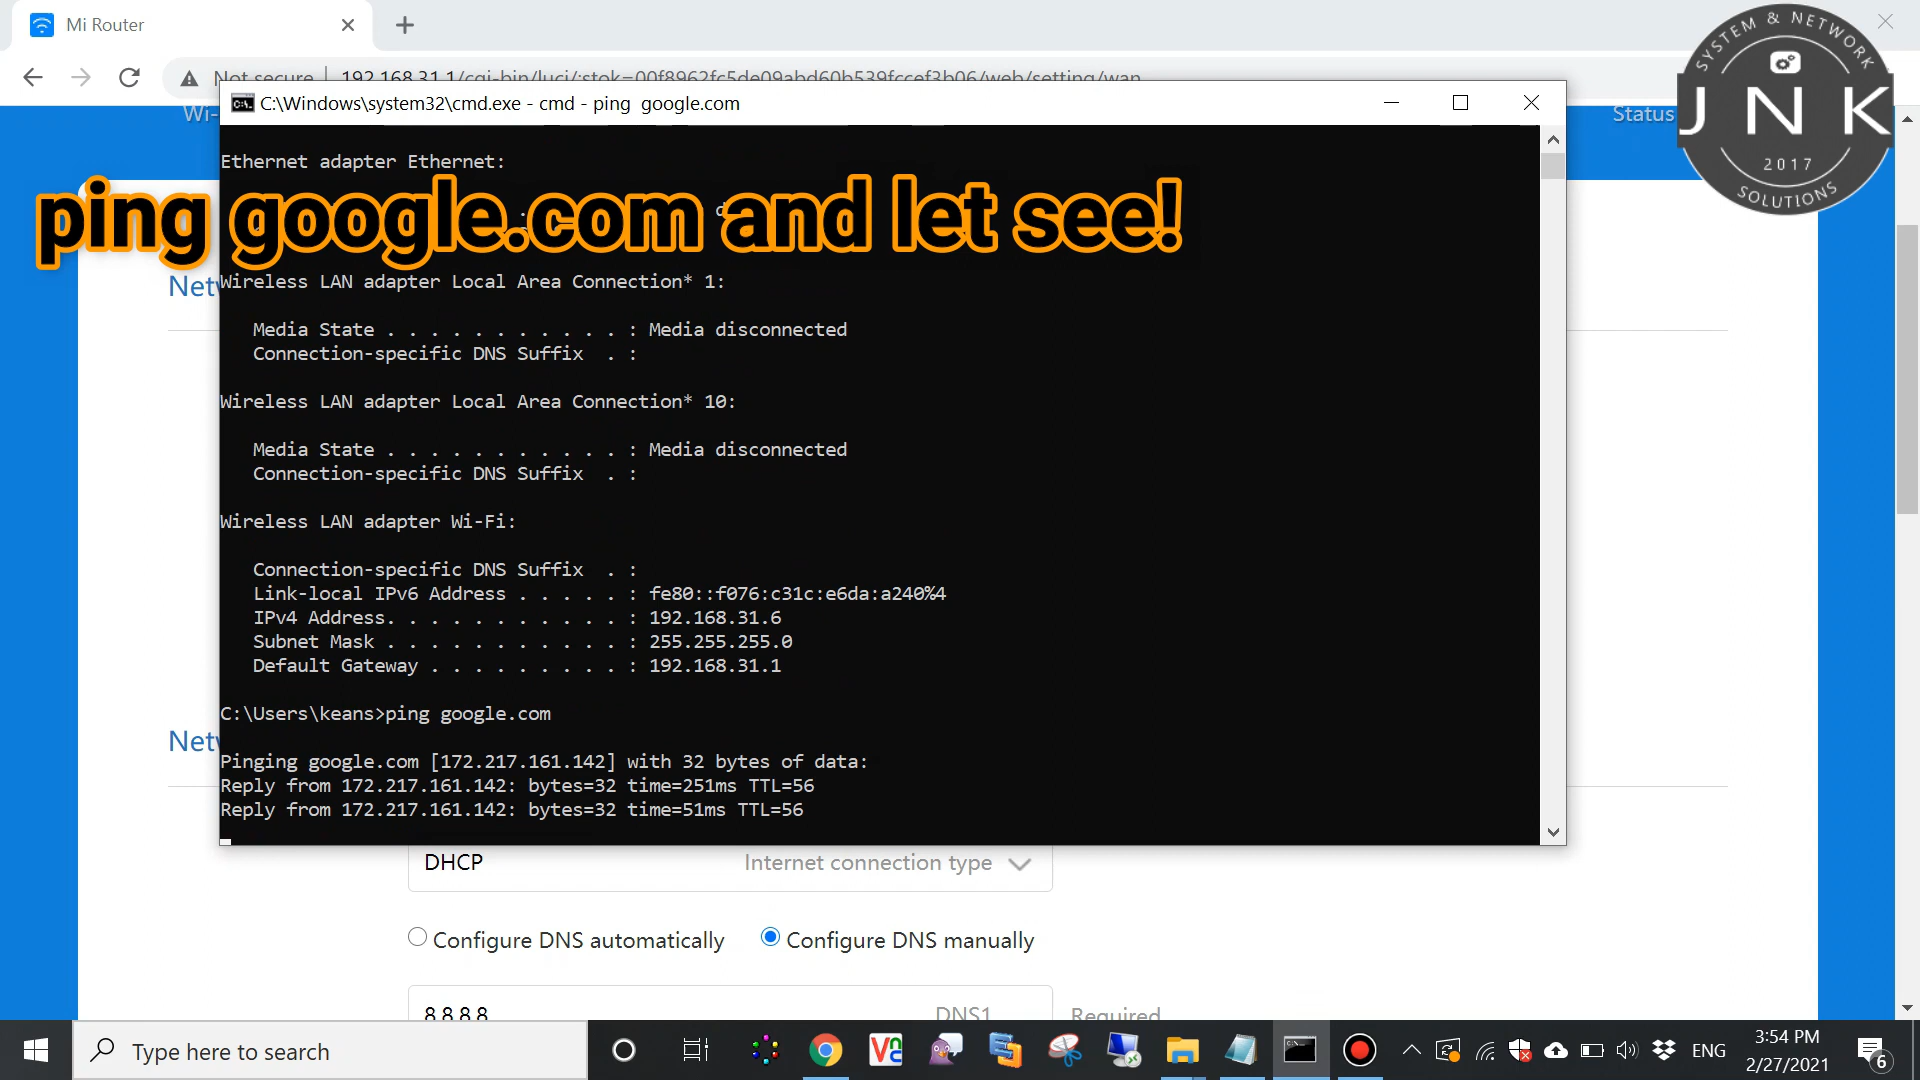 Mi Router
SYSTEM & NETWORK
JNK
2017
SOLUTIONS
Not secure | 192.168.31.1/cgi-bin/luci/;stok=00f8962fc5de09abd60b539fccef3b06/web/setting/wan
C:\Windows\system32\cmd.exe - cmd - ping google.com
Wi-
Status
Ethernet adapter Ethernet:
ping google.com and let see!
Wireless LAN adapter Local Area Connection* 1:
Media State . . . . . . . . . . . : Media disconnected
Connection-specific DNS Suffix . :
Wireless LAN adapter Local Area Connection* 10:
Media State . . . . . . . . . . . : Media disconnected
Connection-specific DNS Suffix . :
Wireless LAN adapter Wi-Fi:
Connection-specific DNS Suffix . :
Link-local IPv6 Address . . . . . : fe80::f076:c31c:e6da:a240%4
IPv4 Address. . . . . . . . . . . : 192.168.31.6
Subnet Mask . . . . . . . . . . . : 255.255.255.0
Default Gateway . . . . . . . . . : 192.168.31.1
C:\Users\keans>ping google.com
Pinging google.com [172.217.161.142] with 32 bytes of data:
Reply from 172.217.161.142: bytes=32 time=251ms TTL=56
Reply from 172.217.161.142: bytes=32 time=51ms TTL=56
DHCP Internet connection type
Configure DNS automatically Configure DNS manually
8.8.8.8 DNS1 Required
Type here to search
ENG
3:54 PM
2/27/2021
6